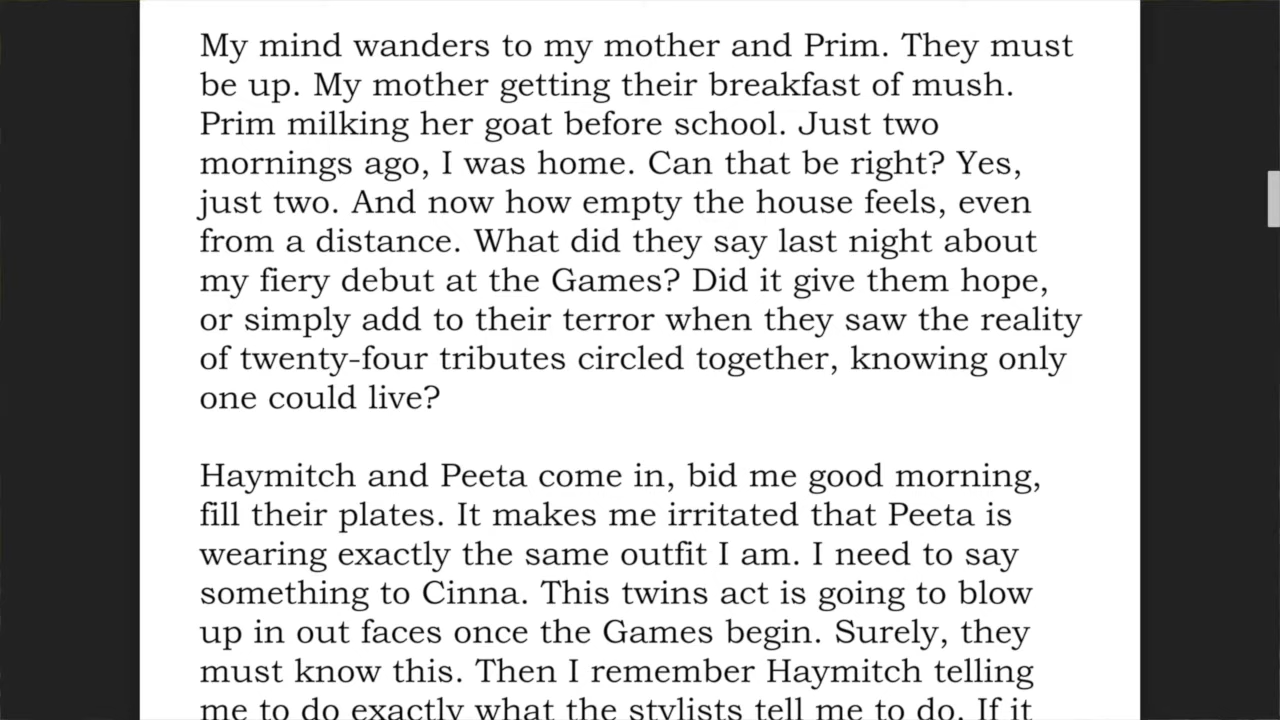 My mind wanders to my mother and Prim. They must
be up. My mother getting their breakfast of mush.
Prim milking her goat before school. Just two
mornings ago, I was home. Can that be right? Yes,
just two. And now how empty the house feels, even
from a distance. What did they say last night about
my fiery debut at the Games? Did it give them hope,
or simply add to their terror when they saw the reality
of twenty-four tributes circled together, knowing only
one could live?
Haymitch and Peeta come in, bid me good morning,
fill their plates. It makes me irritated that Peeta is
wearing exactly the same outfit I am. I need to say
something to Cinna. This twins act is going to blow
up in out faces once the Games begin. Surely, they
must know this. Then I remember Haymitch telling
me to do exactly what the stylists tell me to do. If it